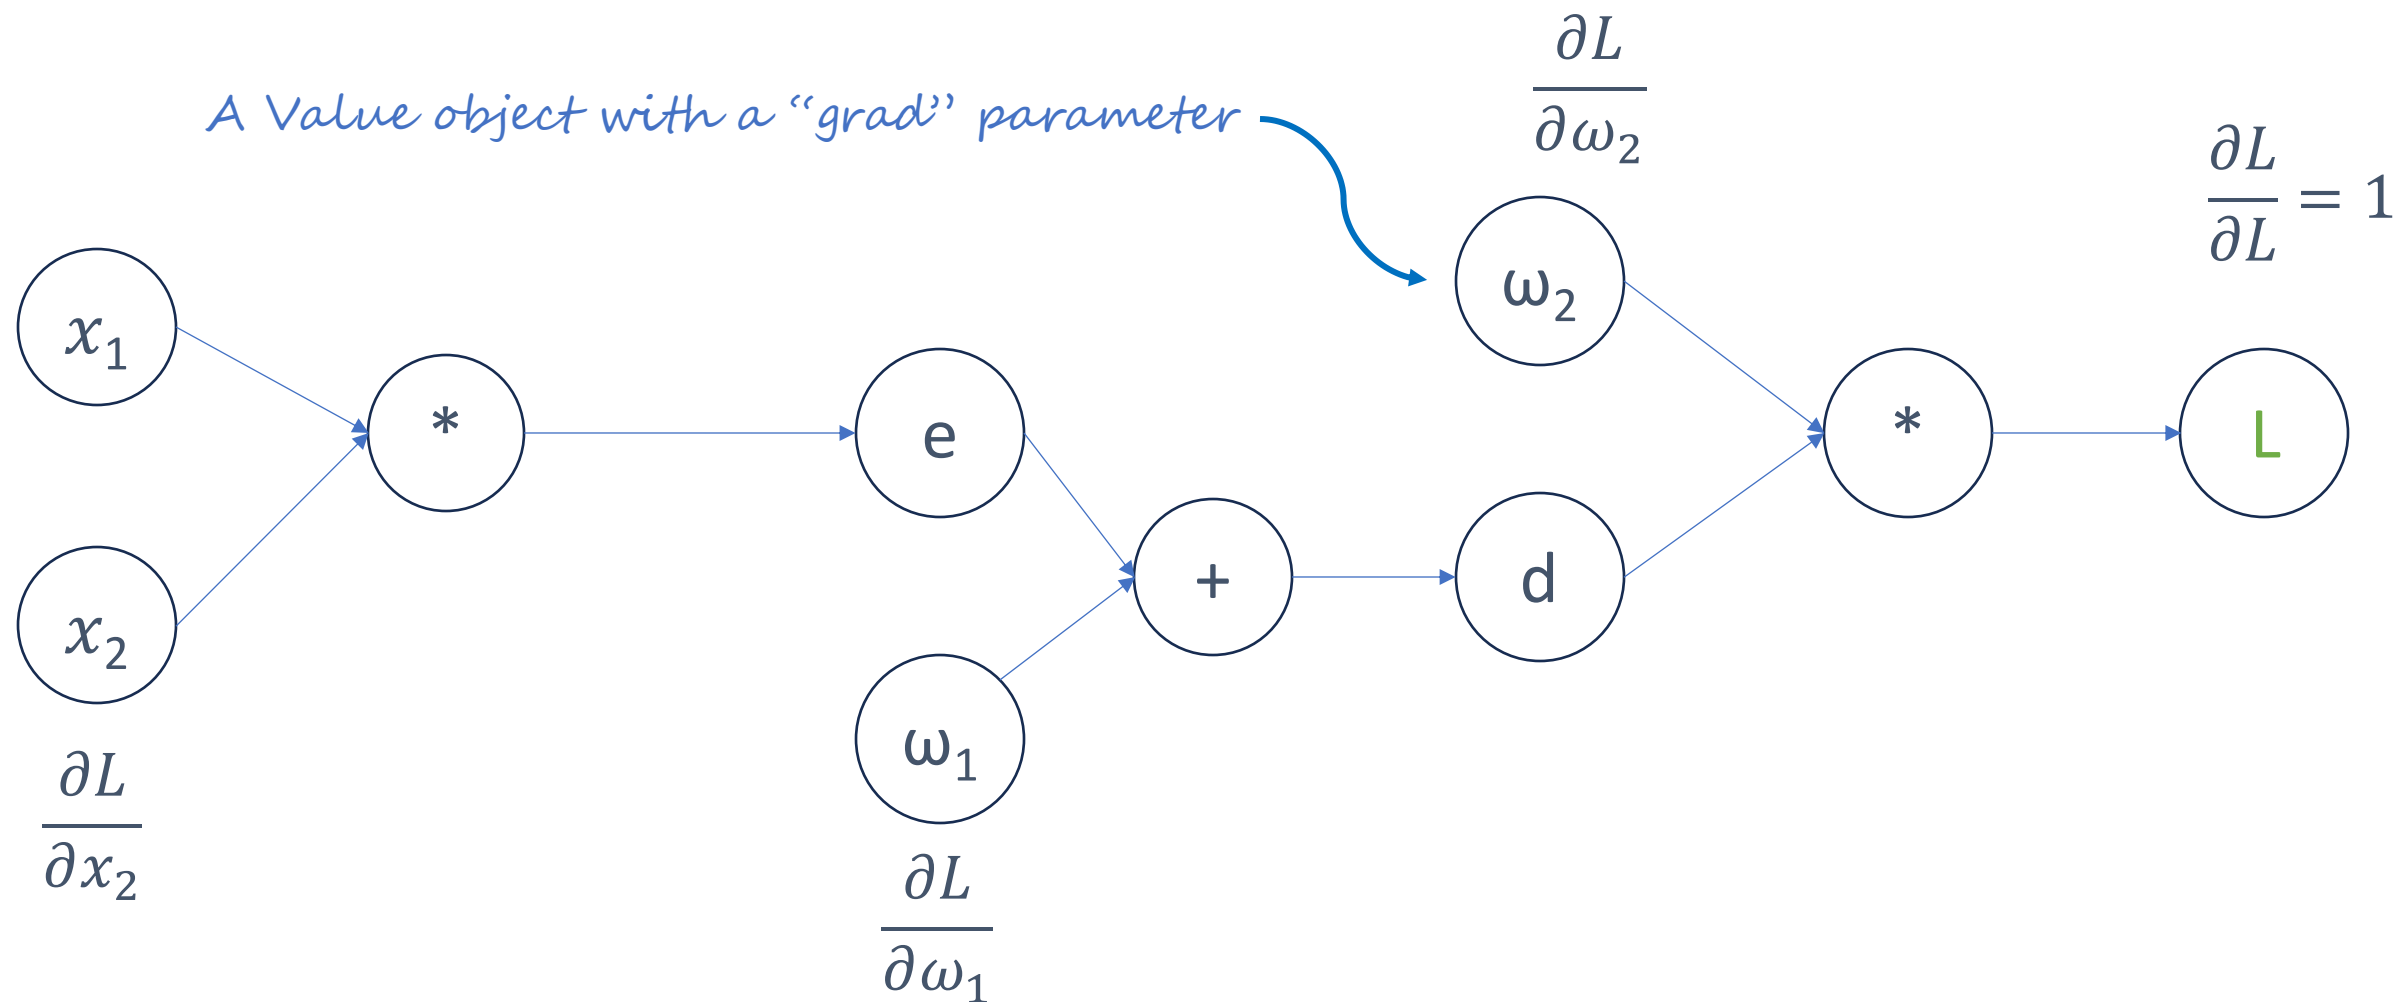 A Value object with a “grad” parameter
∂L
∂ω₂
∂L
∂L
= 1
x₁
ω₂
*
e
*
L
x₂
+
d
ω₁
∂L
∂x₂
∂L
∂ω₁